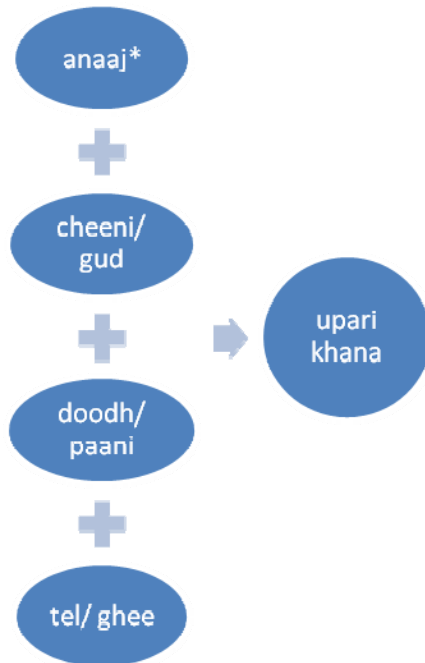 anaaj*
cheeni/
gud
doodh/
paani
tel/ ghee
upari
khana